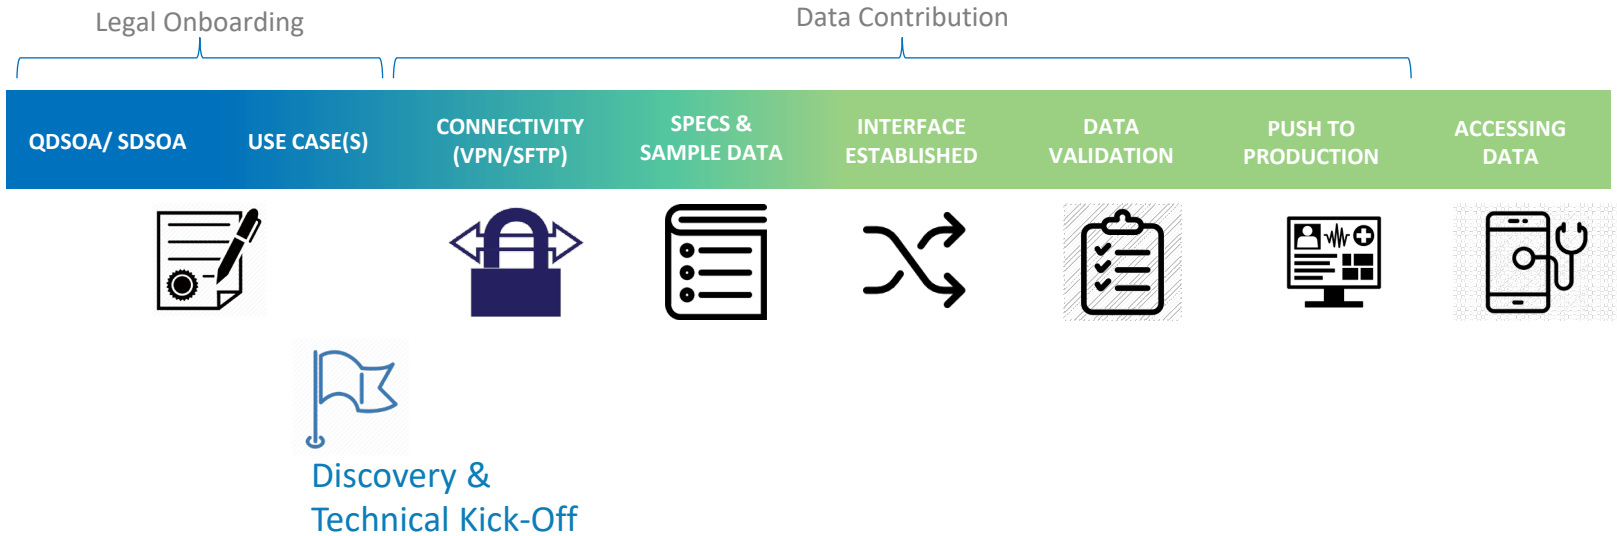 Legal Onboarding
Data Contribution
QDSOA/ SDSOA
USE CASE(S)
CONNECTIVITY
(VPN/SFTP)
SPECS &
SAMPLE DATA
INTERFACE
ESTABLISHED
DATA
VALIDATION
PUSH TO
PRODUCTION
ACCESSING
DATA
Discovery &
Technical Kick-Off